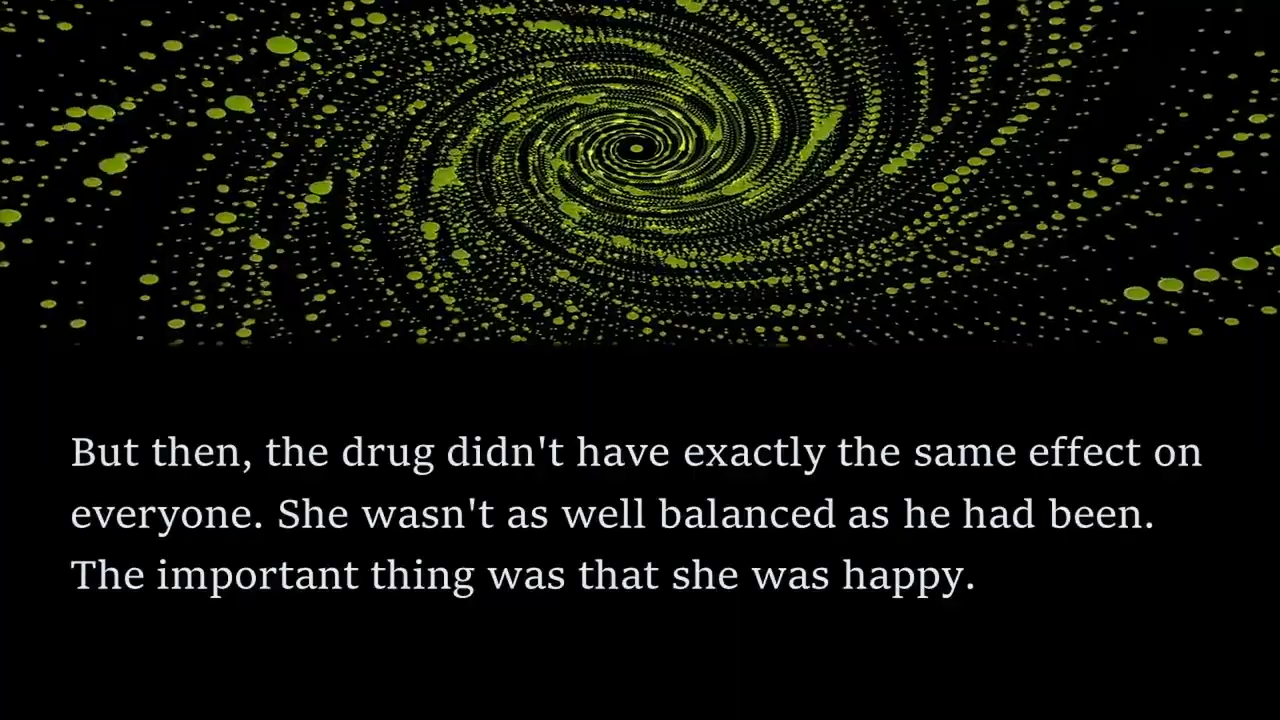 But then, the drug didn't have exactly the same effect on
everyone. She wasn't as well balanced as he had been.
The important thing was that she was happy.